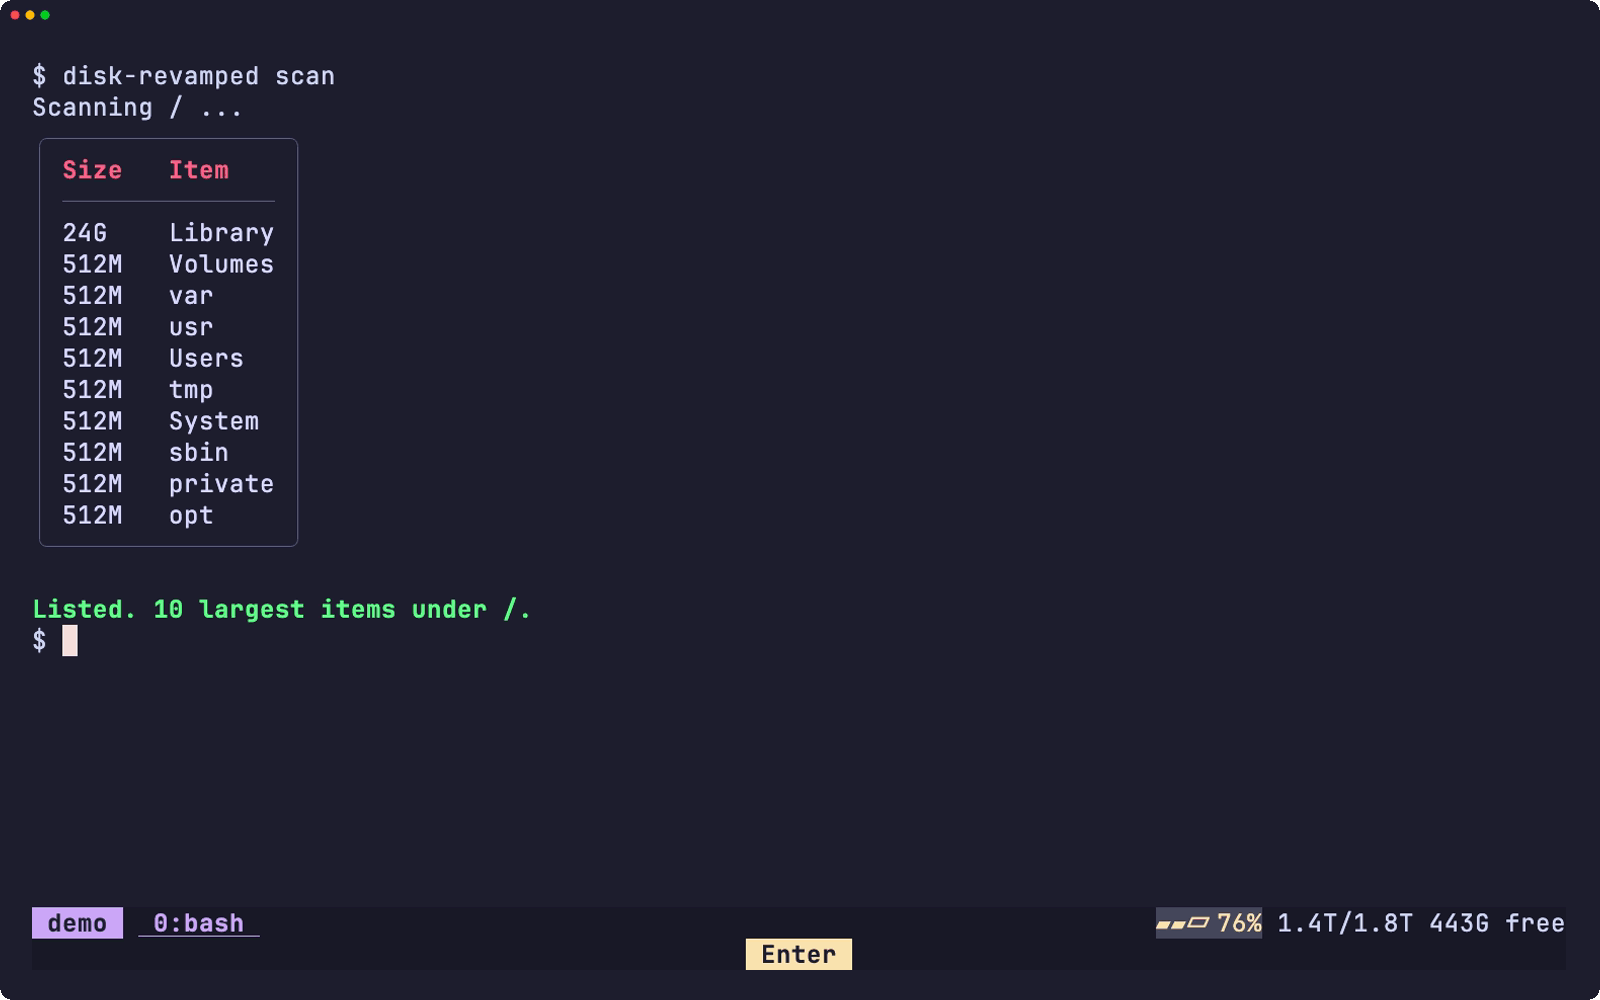 $ disk-revamped scan
Scanning / ...
Size Item
24G Library
512M Volumes
512M var
512M usr
512M Users
512M tmp
512M System
512M sbin
512M private
512M opt
Listed. 10 largest items under /.
$
demo 0:bash 76% 1.4T/1.8T 443G free
Enter